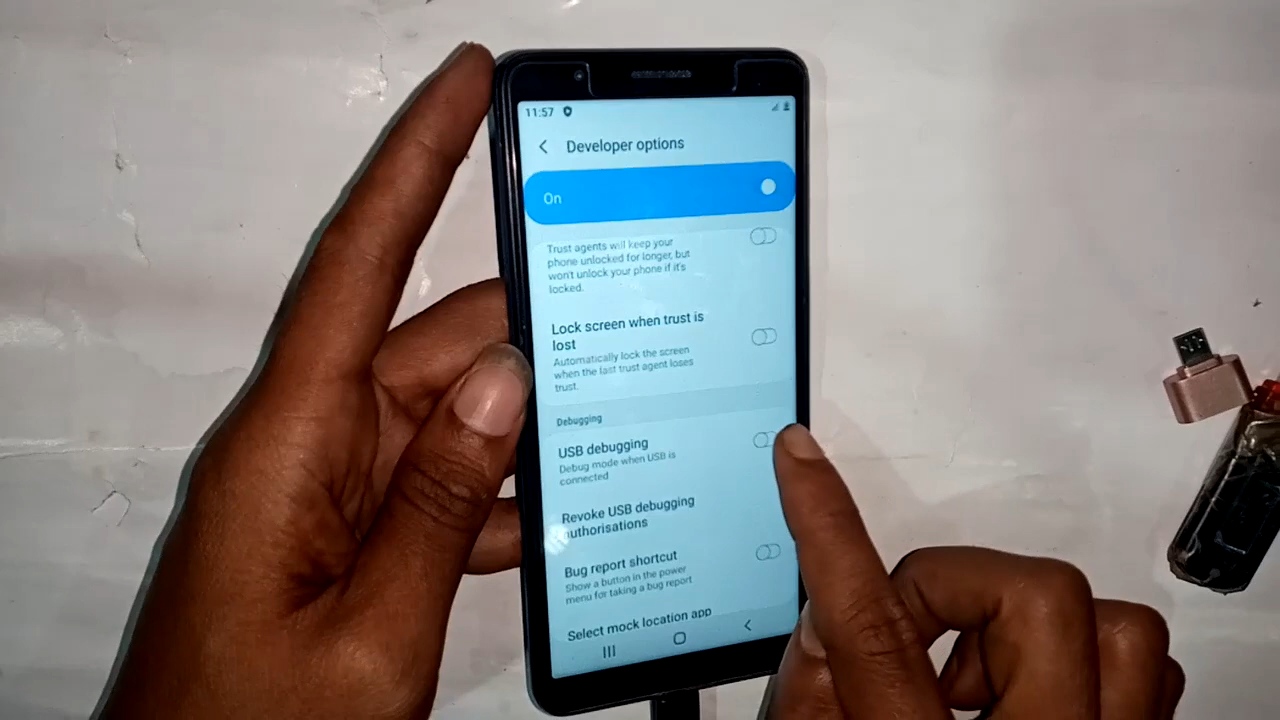 11:57
Developer options
On
Trust agents will keep your
phone unlocked for longer, but
won't unlock your phone if it's
locked.
Lock screen when trust is
lost
Automatically lock the screen
when the last trust agent loses
trust.
Debugging
USB debugging
Debug mode when USB is
connected
Revoke USB debugging
authorisations
Bug report shortcut
Show a button in the power
menu for taking a bug report
Select mock location app